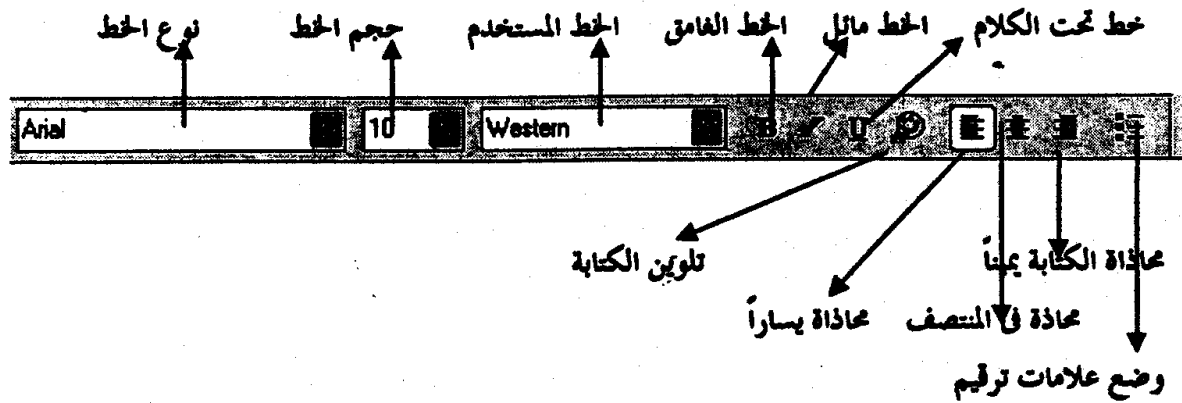 خط تحت الكلام الخط مائل الخط الغامق الخط المستخدم حجم الخط نوع الخط
Arial 10 Western B I U
محاذاة الكتابة يميناً تلوين الكتابة
محاذة فى المنتصف محاذاة يساراً
وضع علامات ترقيم